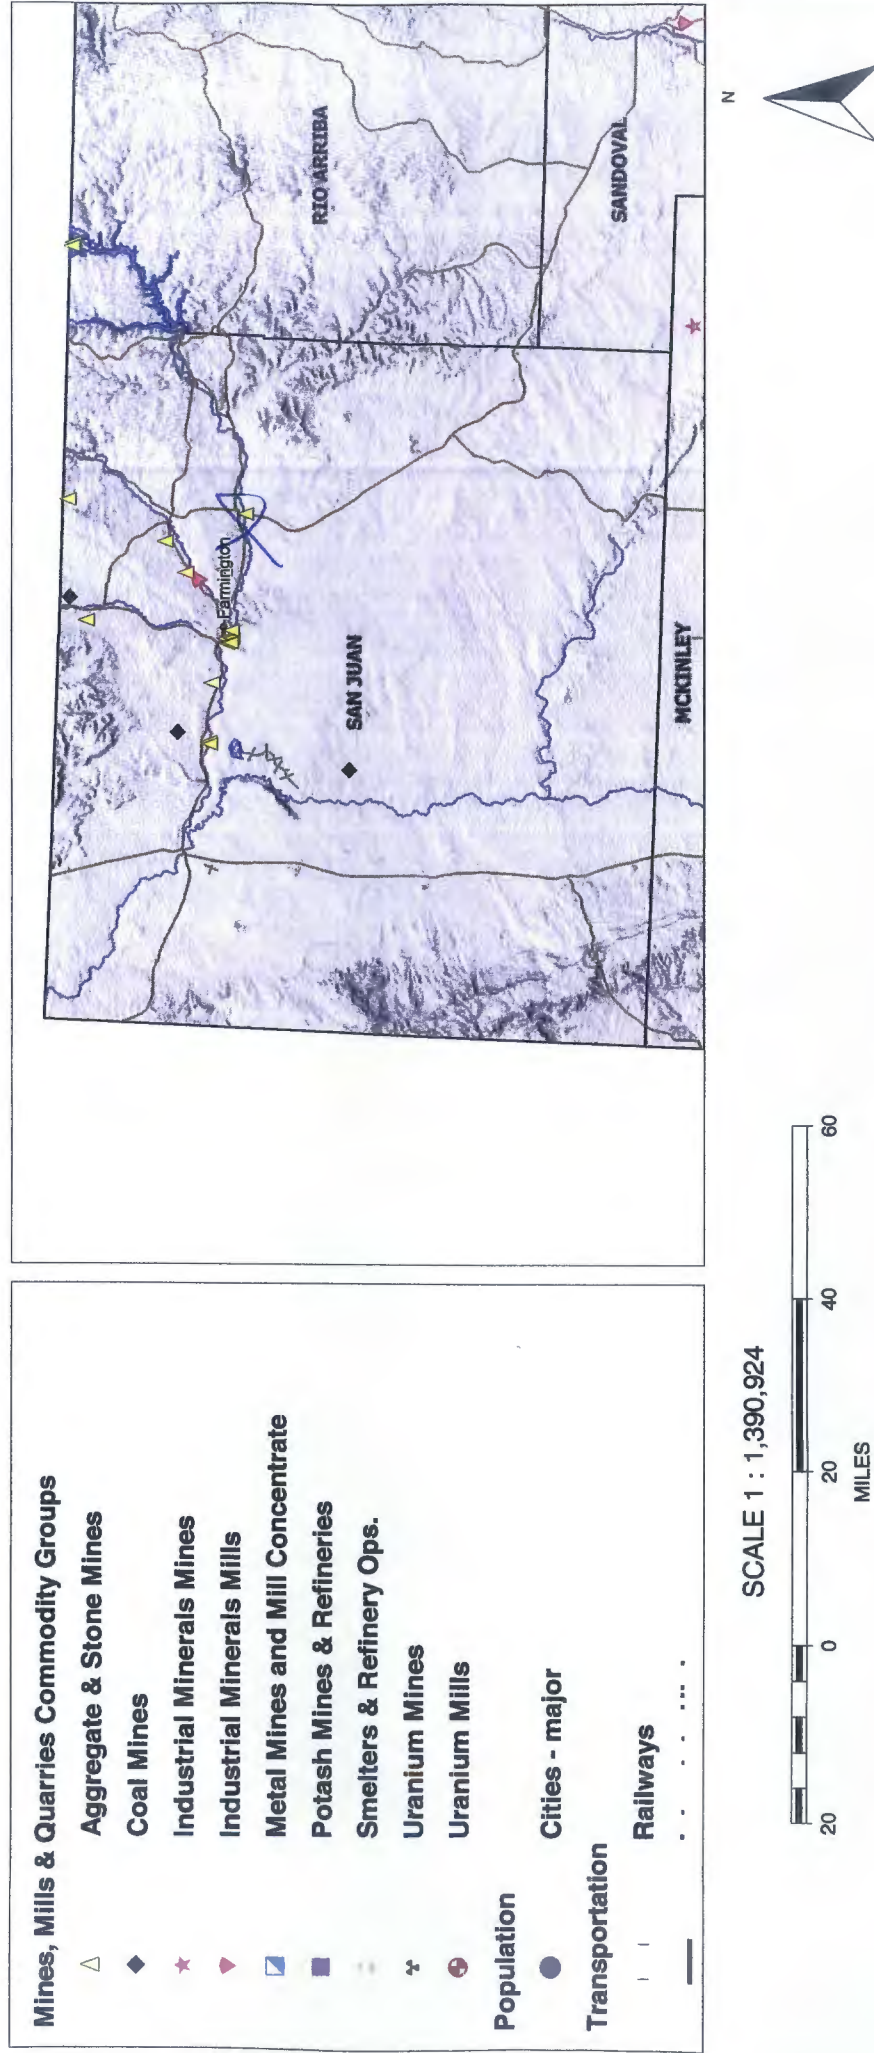 Mines, Mills & Quarries Commodity Groups
Aggregate & Stone Mines
Coal Mines
Industrial Minerals Mines
Industrial Minerals Mills
Metal Mines and Mill Concentrate
Potash Mines & Refineries
Smelters & Refinery Ops.
Uranium Mines
Uranium Mills
Population
Cities - major
Transportation
Railways
RIO ARRIBA
SANDOVAL
Farmington
SAN JUAN
MCKINLEY
N
SCALE 1 : 1,390,924
20 0 20 40 60
MILES